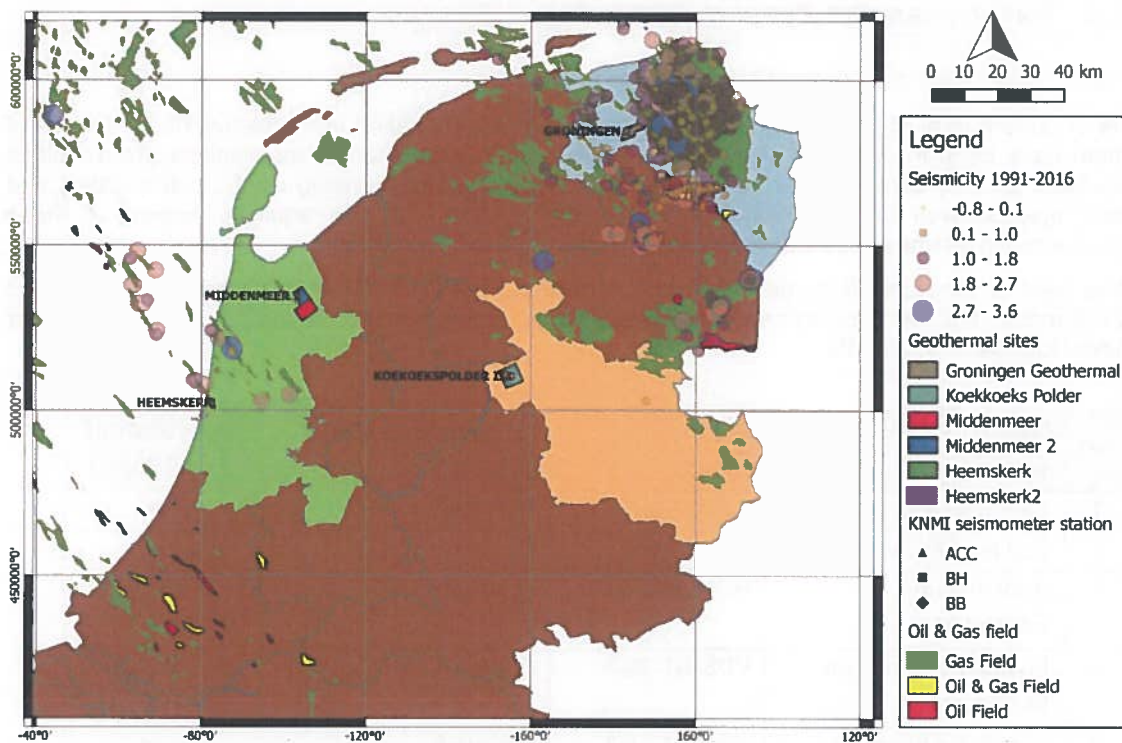 0 10 20 30 40 km
Legend
Seismicity 1991-2016
-0.8 - 0.1
0.1 - 1.0
1.0 - 1.8
1.8 - 2.7
2.7 - 3.6
Geothermal sites
Groningen Geothermal
Koekkoeks Polder
Middenmeer
Middenmeer 2
Heemskerk
Heemskerk2
KNMI seismometer station
ACC
BH
BB
Oil & Gas field
Gas Field
Oil & Gas Field
Oil Field
GRONINGEN
MIDDENMEER
KOEKOEKSPOLDER
HEEMSKERK
600000°0'
550000°0'
500000°0'
450000°0'
-40°0'
-80°0'
-120°0'
-160°0'
160°0'
120°0'